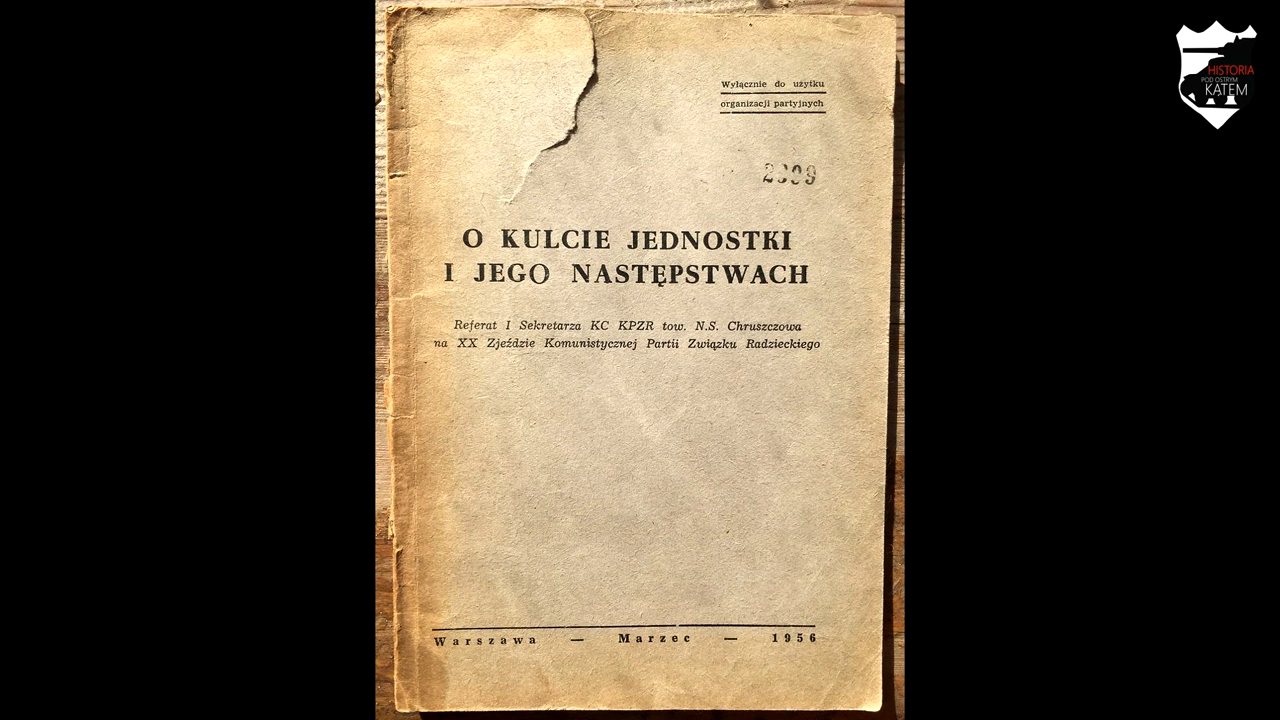 Wyłącznie do użytku
organizacji partyjnych
2999
O KULCIE JEDNOSTKI
I JEGO NASTĘPSTWACH
Referat I Sekretarza KC KPZR tow. N.S. Chruszczowa
na XX Zjeździe Komunistycznej Partii Związku Radzieckiego
Warszawa — Marzec — 1956
HISTORIA
POD OSTRYM
KĄTEM